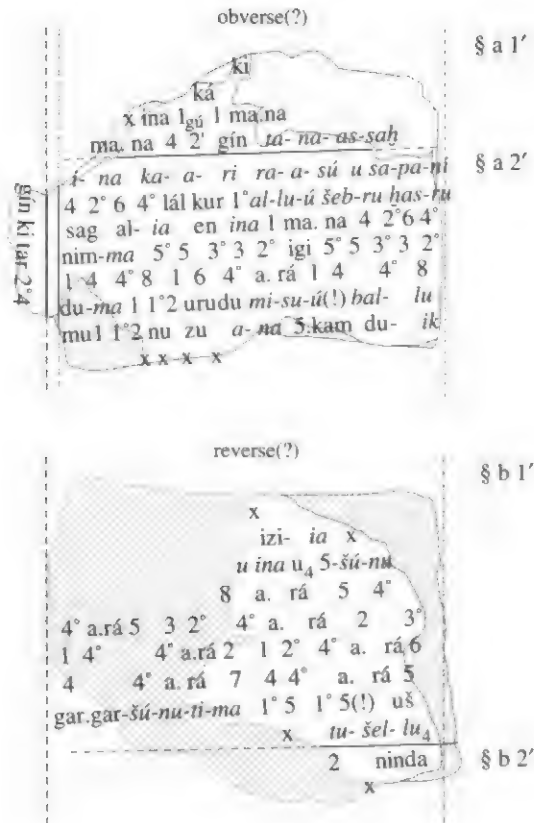 obverse(?)
§ a 1′
ki
ká
x ina 1gú 1 ma.na
ma. na 4 2° gín ta- na- as-saḫ
§ a 2′
i- na ka- a- ri ra- a- sú u sa-pa-ni
4 2° 6 4° lál kur 1° al-lu-ú šeb-ru ḫas-ru
sag al- ia en ina 1 ma. na 4 2°6 4°
nim-ma 5° 5 3° 3 2° igi 5° 5 3° 3 2°
1 4 4° 8 1 6 4° a. rá 1 4 4° 8
du-ma 1 1°2 urudu mi-su-ú(!) bal- lu
mu1 1°2 nu zu a-na 5.kam du- ik
x x x x
gín ki tar 2°4
reverse(?)
§ b 1′
x
izi- ia x
u ina u₄ 5-šú-nu
8 a. rá 5 4°
4° a.rá 5 3 2° 4° a. rá 2 3°
1 4° 4° a.rá 2 1 2° 4° a. rá 6
4 4° a. rá 7 4 4° a. rá 5
gar.gar-šú-nu-ti-ma 1° 5 1° 5(!) uš
x tu- šel- lu₄
§ b 2′
2 ninda
x